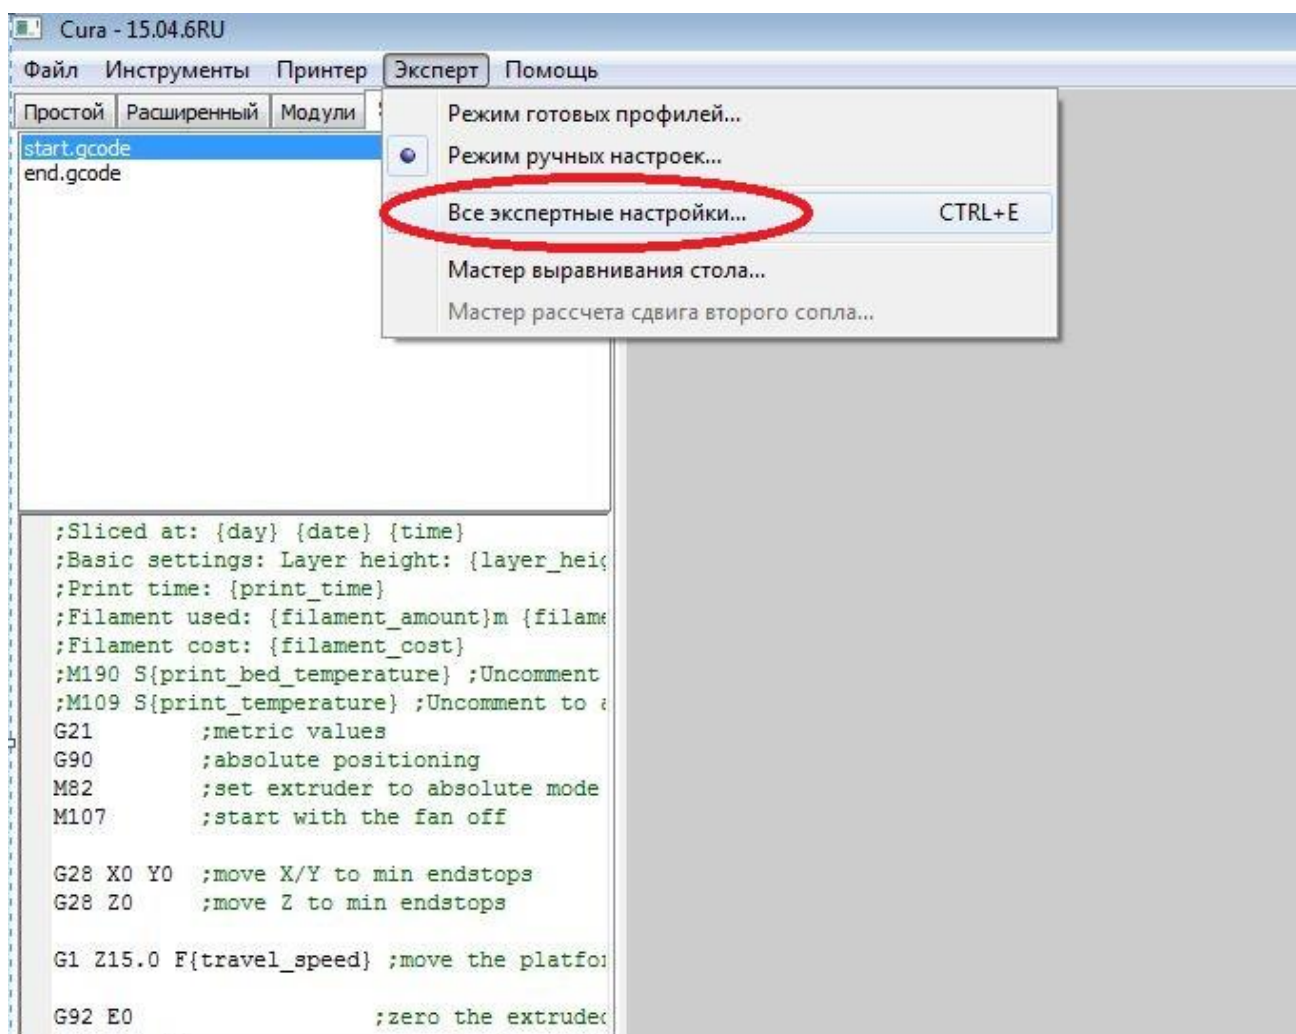 Cura - 15.04.6RU
Файл Инструменты Принтер Эксперт Помощь
Простой Расширенный Модули
Режим готовых профилей...
Режим ручных настроек...
Все экспертные настройки... CTRL+E
Мастер выравнивания стола...
Мастер рассчета сдвига второго сопла...
start.gcode
end.gcode
;Sliced at: {day} {date} {time}
;Basic settings: Layer height: {layer_heig
;Print time: {print_time}
;Filament used: {filament_amount}m {filame
;Filament cost: {filament_cost}
;M190 S{print_bed_temperature} ;Uncomment
;M109 S{print_temperature} ;Uncomment to
G21 ;metric values
G90 ;absolute positioning
M82 ;set extruder to absolute mode
M107 ;start with the fan off
G28 X0 Y0 ;move X/Y to min endstops
G28 Z0 ;move Z to min endstops
G1 Z15.0 F{travel_speed} ;move the platfo
G92 E0 ;zero the extruded